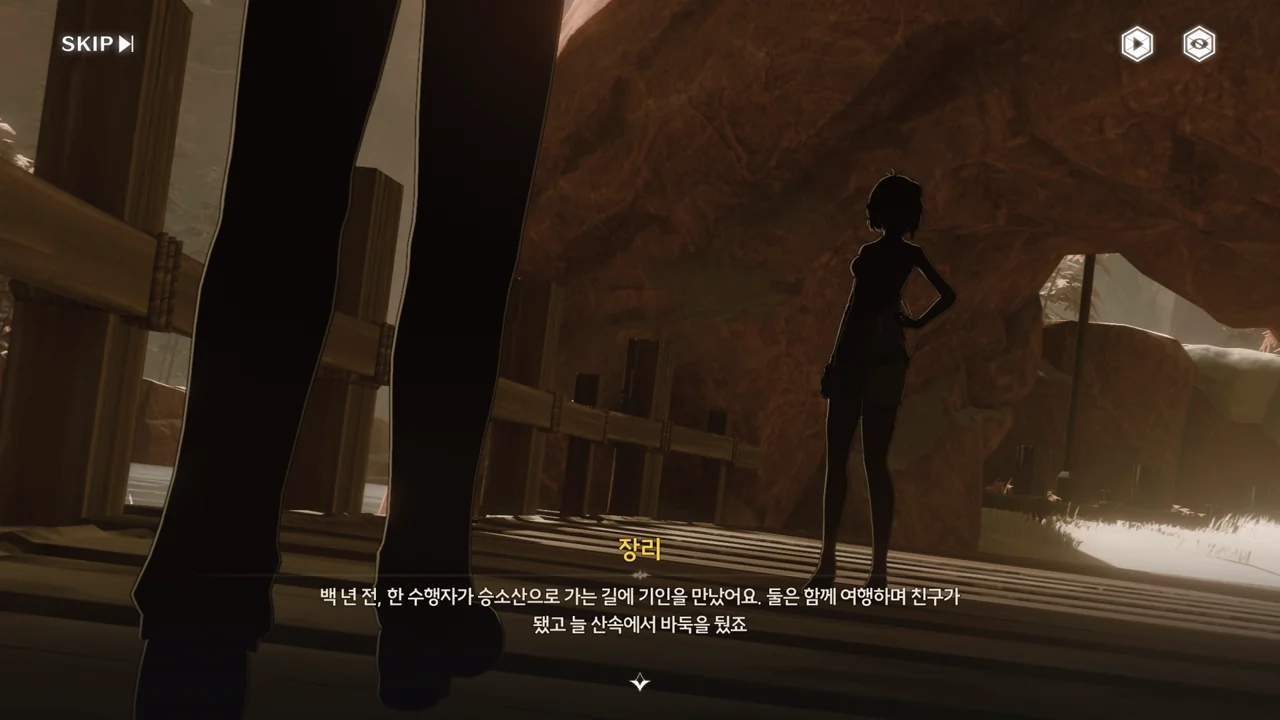 SKIP
장리
백 년 전, 한 수행자가 승소산으로 가는 길에 기인을 만났어요. 둘은 함께 여행하며 친구가
됐고 늘 산속에서 바둑을 뒀죠